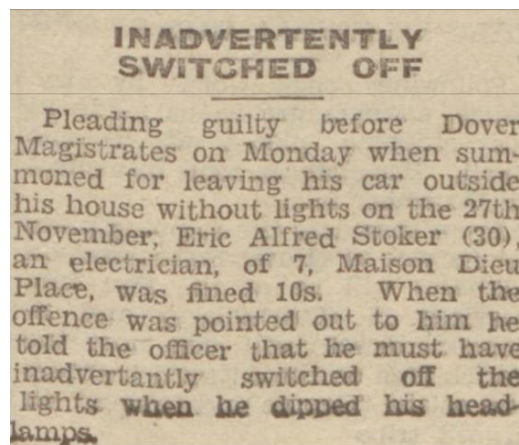 INADVERTENTLY
SWITCHED OFF
Pleading guilty before Dover
Magistrates on Monday when sum-
moned for leaving his car outside
his house without lights on the 27th
November, Eric Alfred Stoker (30),
an electrician, of 7, Maison Dieu
Place, was fined 10s. When the
offence was pointed out to him he
told the officer that he must have
inadvertantly switched off the
lights when he dipped his head-
lamps.